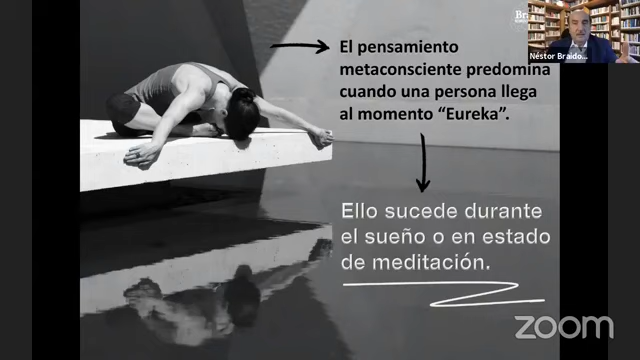 El pensamiento
metaconsciente predomina
cuando una persona llega
al momento “Eureka”.
Ello sucede durante
el sueño o en estado
de meditación.
Néstor Braido...
zoom